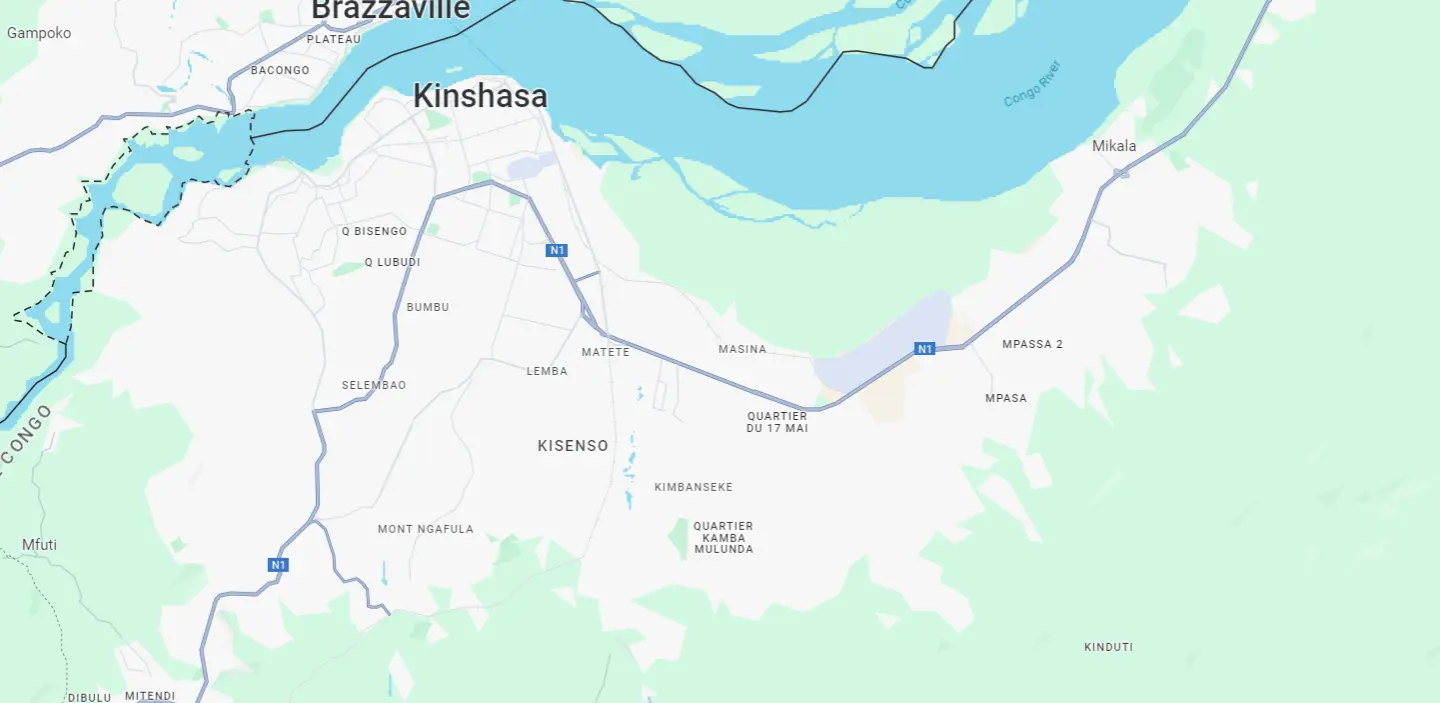 Brazzaville
Gampoko
PLATEAU
BACONGO
Congo River
Kinshasa
Mikala
Q BISENGO
N1
Q LUBUDI
BUMBU
MATETE
MASINA
N1
MPASSA 2
LEMBA
SELEMBAO
MPASA
QUARTIER
DU 17 MAI
CONGO
KISENSO
KIMBANSEKE
MONT NGAFULA
QUARTIER
KAMBA
MULUNDA
Mfuti
N1
KINDUTI
DIBULU
MITENDI